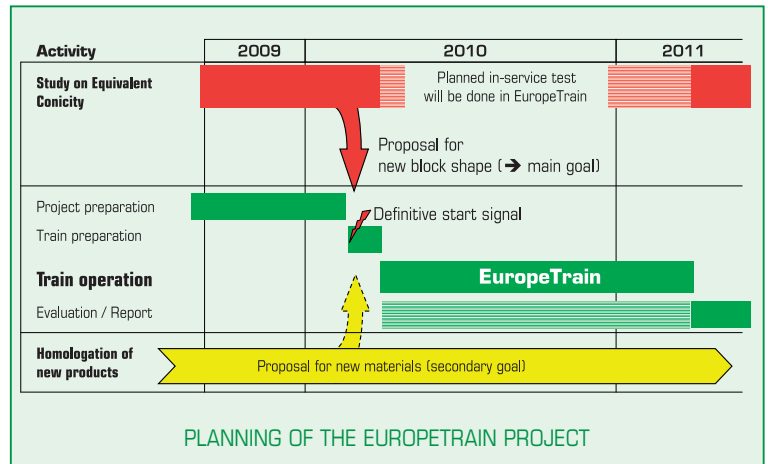 Activity 2009 2010 2011
Study on Equivalent
Conicity
Planned in-service test
will be done in EuropeTrain
Proposal for
new block shape (➔ main goal)
Project preparation
Definitive start signal
Train preparation
Train operation
EuropeTrain
Evaluation / Report
Homologation of
new products
Proposal for new materials (secondary goal)
PLANNING OF THE EUROPETRAIN PROJECT